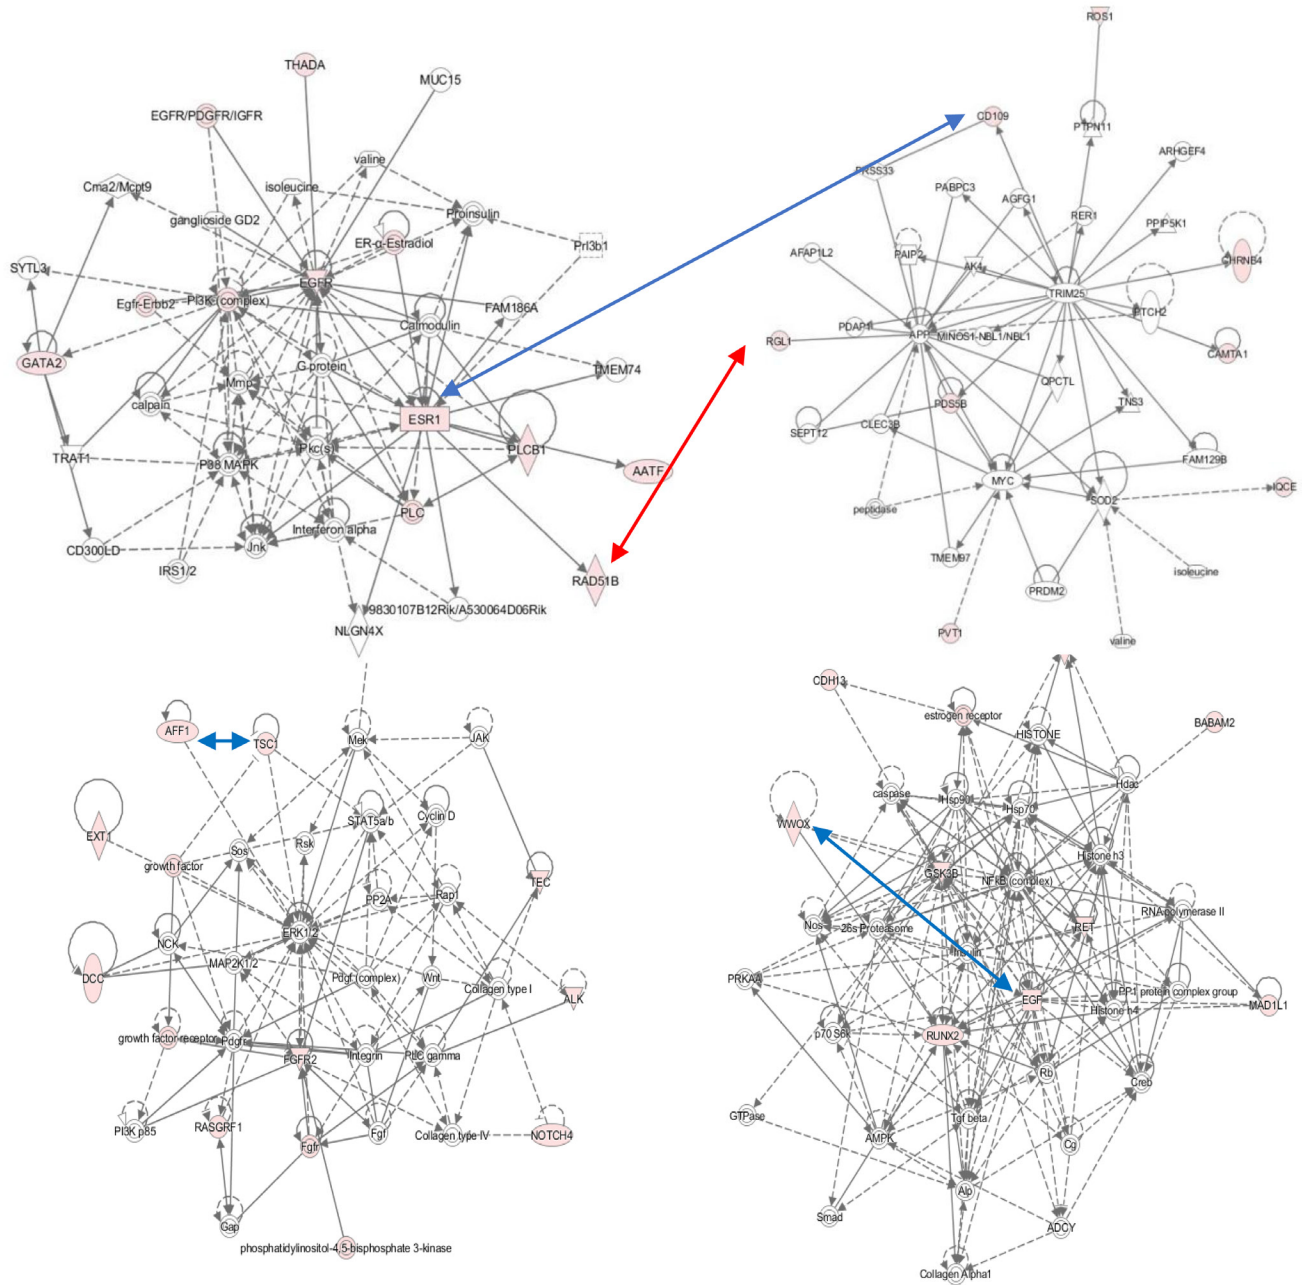 THADA
MUC15
EGFR/PDGFR/IGFR
valine
Cma2/Mcpt9
isoleucine
ganglioside GD2
Proinsulin
ER-α-Estradiol
Prl3b1
SYTL3
EGFR
Egfr-Erbb2
PI3K (complex)
FAM186A
Calmodulin
GATA2
G protein
TMEM74
Mmp
calpain
ESR1
TRAT1
P38 MAPK
Pkc(s)
PLCB1
AATF
PLC
Interferon alpha
CD300LD
Jnk
IRS1/2
RAD51B
9830107B12Rik/A530064D06Rik
NLGN4X
ROS1
CD109
PTPN11
ARHGEF4
PRSS33
PABPC3
AGFG1
RER1
PPIP5K1
AFAP1L2
PAIP2
AK4
CHRNB4
TRIM25
PTCH2
PDAP1
APP
MINOS1-NBL1/NBL1
RGL1
CAMTA1
QPCTL
PDS5B
TNS3
SEPT12
CLEC3B
FAM129B
MYC
SOD2
IQCE
peptidase
TMEM97
isoleucine
PRDM2
PVT1
valine
AFF1
TSC1
Mek
JAK
STAT5a/b
Cyclin D
EXT1
Sos
Rsk
growth factor
TEC
PP2A
Rap1
ERK1/2
NCK
MAP2K1/2
DCC
Pdgf (complex)
Wnt
Collagen type I
ALK
growth factor receptor
Pdgfr
FGFR2
Integrin
PLC gamma
PI3K p85
RASGRF1
Fgfr
Fgf
Collagen type IV
NOTCH4
Gap
phosphatidylinositol-4,5-bisphosphate 3-kinase
CDH13
estrogen receptor
HISTONE
BABAM2
Hdac
caspase
Hsp90
Hsp70
WWOX
Histone h3
GSK3B
NFkB (complex)
RNA polymerase II
Nos
26s Proteasome
RET
Insulin
PRKAA
PP1 protein complex group
EGF
MAD1L1
Histone h4
p70 S6k
RUNX2
Rb
Creb
GTPase
Tgf beta
AMPK
Cg
Alp
Smad
ADCY
Collagen Alpha1